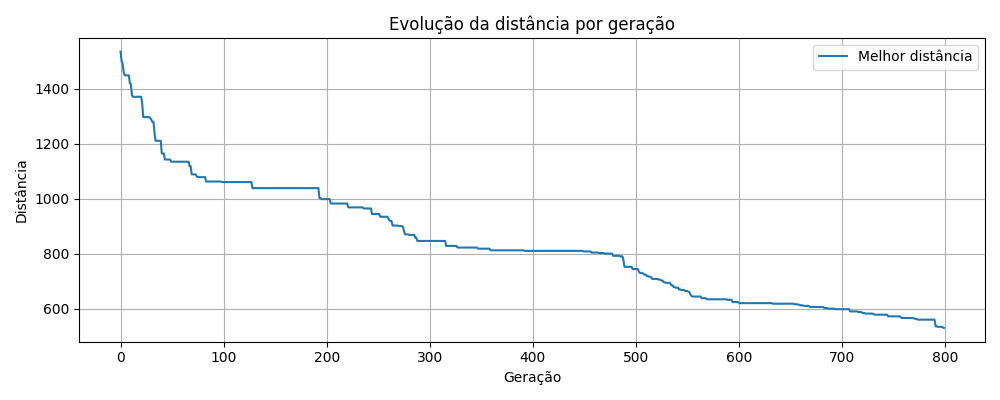 Evolução da distância por geração
Melhor distância
Distância
1400
1200
1000
800
600
0 100 200 300 400 500 600 700 800
Geração